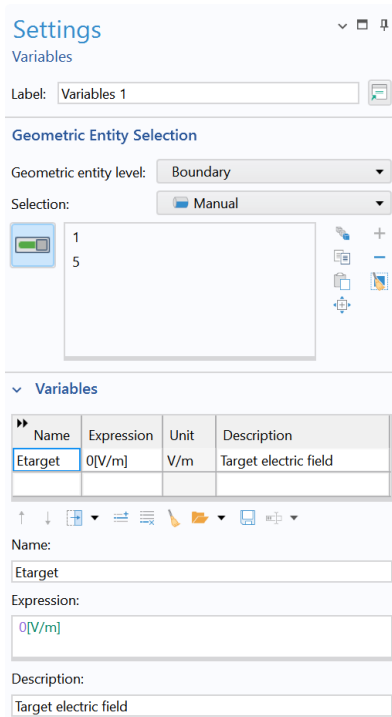 Settings
Variables
Label: Variables 1
Geometric Entity Selection
Geometric entity level: Boundary
Selection: Manual
1
5
Variables
Name Expression Unit Description
Etarget 0[V/m] V/m Target electric field
Name:
Etarget
Expression:
0[V/m]
Description:
Target electric field